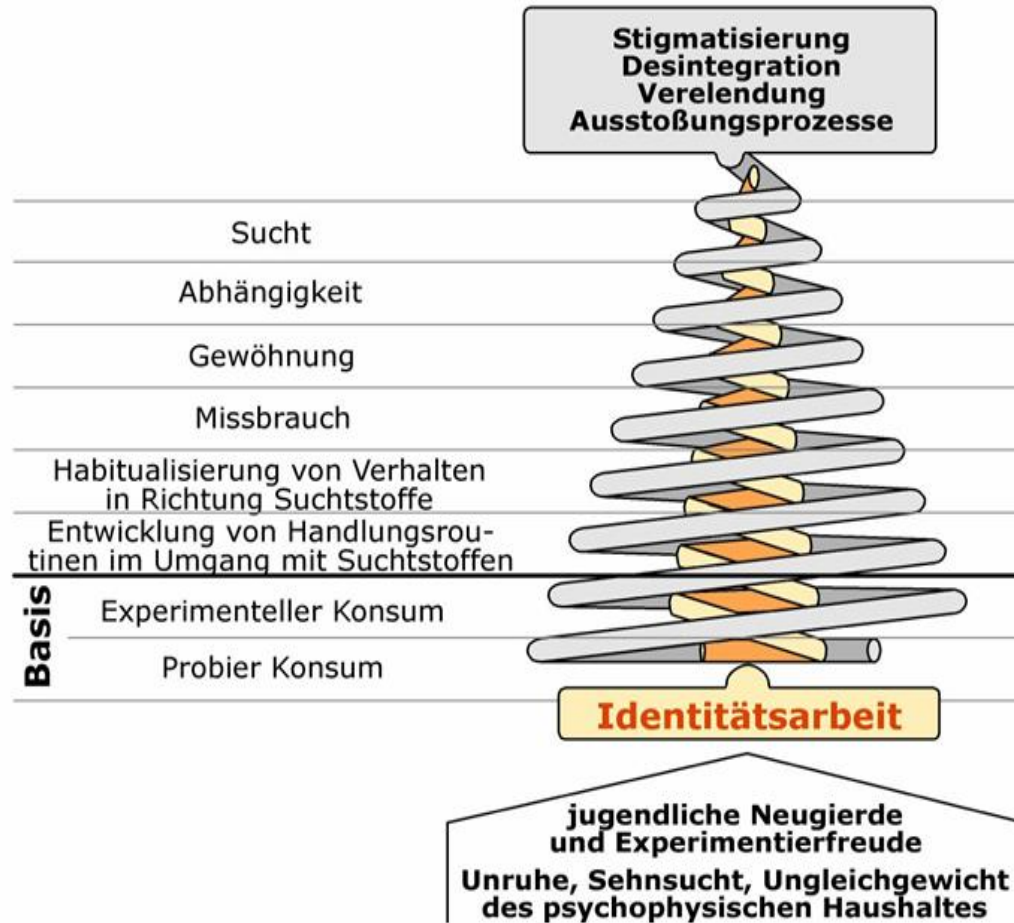 Stigmatisierung
Desintegration
Verelendung
Ausstoßungsprozesse
Sucht
Abhängigkeit
Gewöhnung
Missbrauch
Habitualisierung von Verhalten
in Richtung Suchtstoffe
Entwicklung von Handlungsrou-
tinen im Umgang mit Suchtstoffen
Basis
Experimenteller Konsum
Probier Konsum
Identitätsarbeit
jugendliche Neugierde
und Experimentierfreude
Unruhe, Sehnsucht, Ungleichgewicht
des psychophysischen Haushaltes